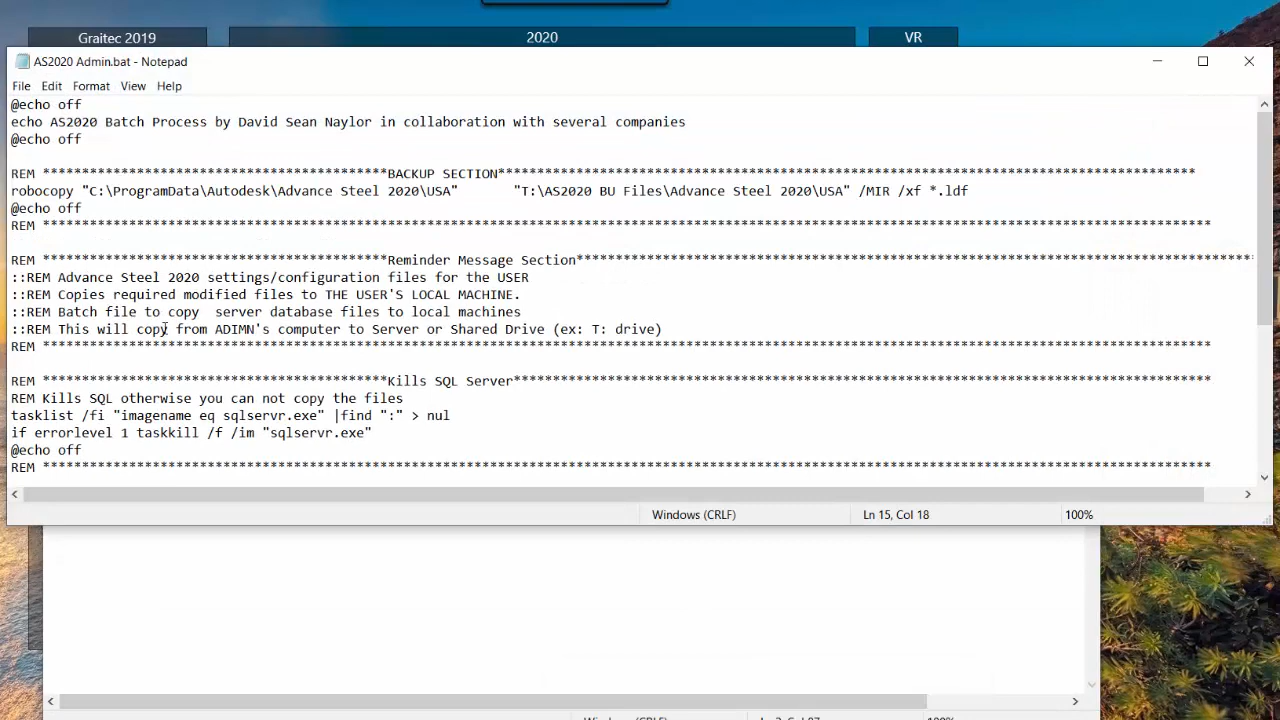 Graitec 2019
2020
VR
AS2020 Admin.bat - Notepad
File Edit Format View Help
@echo off
echo AS2020 Batch Process by David Sean Naylor in collaboration with several companies
@echo off
REM ********************************************BACKUP SECTION*****************************************************************************************
robocopy "C:\ProgramData\Autodesk\Advance Steel 2020\USA" "T:\AS2020 BU Files\Advance Steel 2020\USA" /MIR /xf *.ldf
@echo off
REM *****************************************************************************************************************************************************
REM ********************************************Reminder Message Section**************************************************************************************
::REM Advance Steel 2020 settings/configuration files for the USER
::REM Copies required modified files to THE USER'S LOCAL MACHINE.
::REM Batch file to copy  server database files to local machines
::REM This will copy from ADIMN's computer to Server or Shared Drive (ex: T: drive)
REM *****************************************************************************************************************************************************
REM ********************************************Kills SQL Server*****************************************************************************************
REM Kills SQL otherwise you can not copy the files
tasklist /fi "imagename eq sqlservr.exe" |find ":" > nul
if errorlevel 1 taskkill /f /im "sqlservr.exe"
@echo off
REM *****************************************************************************************************************************************************
Windows (CRLF) Ln 15, Col 18 100%